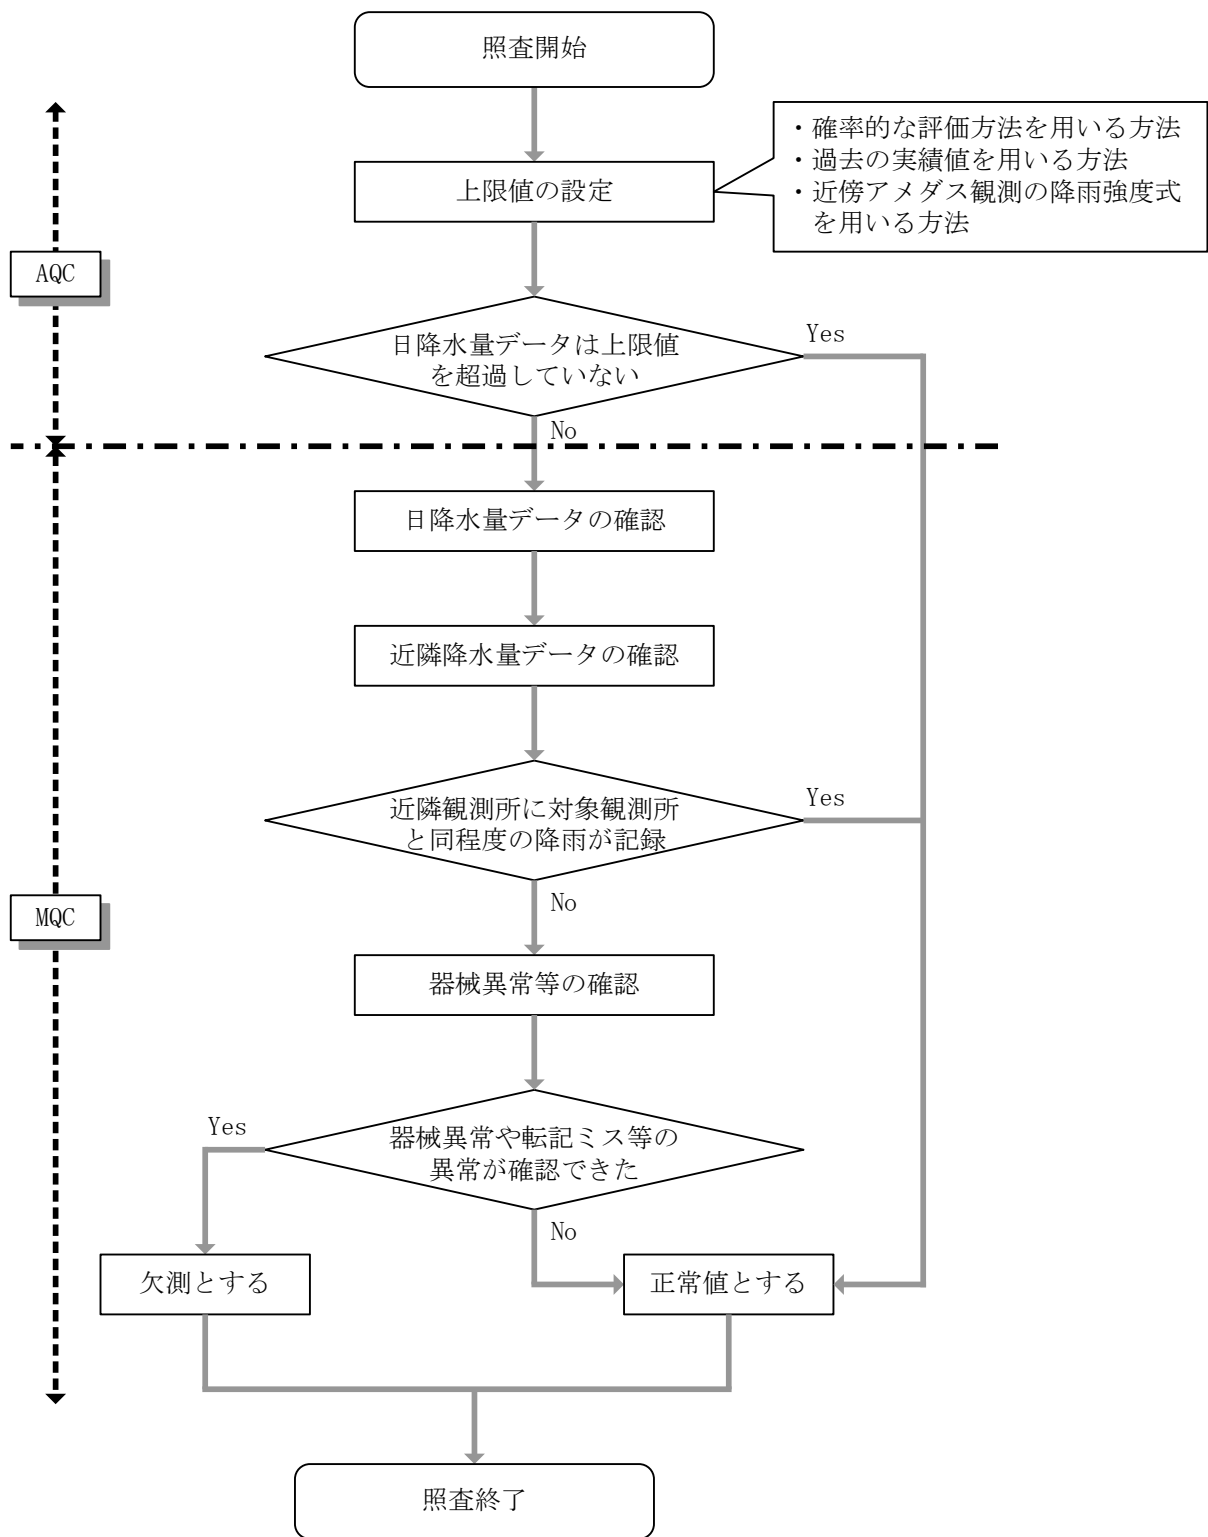 照査開始
・確率的な評価方法を用いる方法
・過去の実績値を用いる方法
・近傍アメダス観測の降雨強度式
を用いる方法
上限値の設定
AQC
日降水量データは上限値
を超過していない
Yes
No
日降水量データの確認
近隣降水量データの確認
近隣観測所に対象観測所
と同程度の降雨が記録
Yes
No
MQC
器械異常等の確認
器械異常や転記ミス等の
異常が確認できた
Yes
No
欠測とする
正常値とする
照査終了